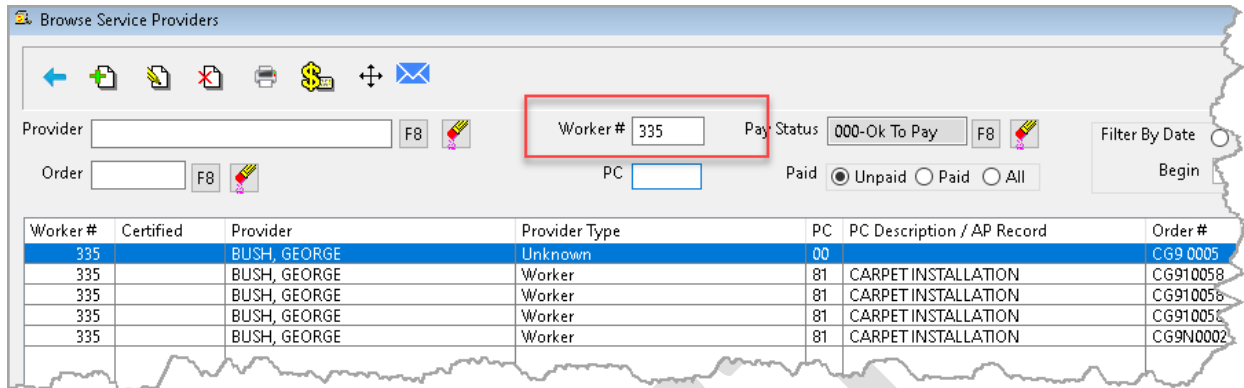 Browse Service Providers
Provider F8 Worker # 335 Pay Status 000-Ok To Pay F8 Filter By Date
Order F8 PC Paid Unpaid Paid All Begin
Worker # Certified Provider Provider Type PC PC Description / AP Record Order #
335 BUSH, GEORGE Unknown 00 CG9 0005
335 BUSH, GEORGE Worker 81 CARPET INSTALLATION CG910058
335 BUSH, GEORGE Worker 81 CARPET INSTALLATION CG910058
335 BUSH, GEORGE Worker 81 CARPET INSTALLATION CG910058
335 BUSH, GEORGE Worker 81 CARPET INSTALLATION CG9N0002